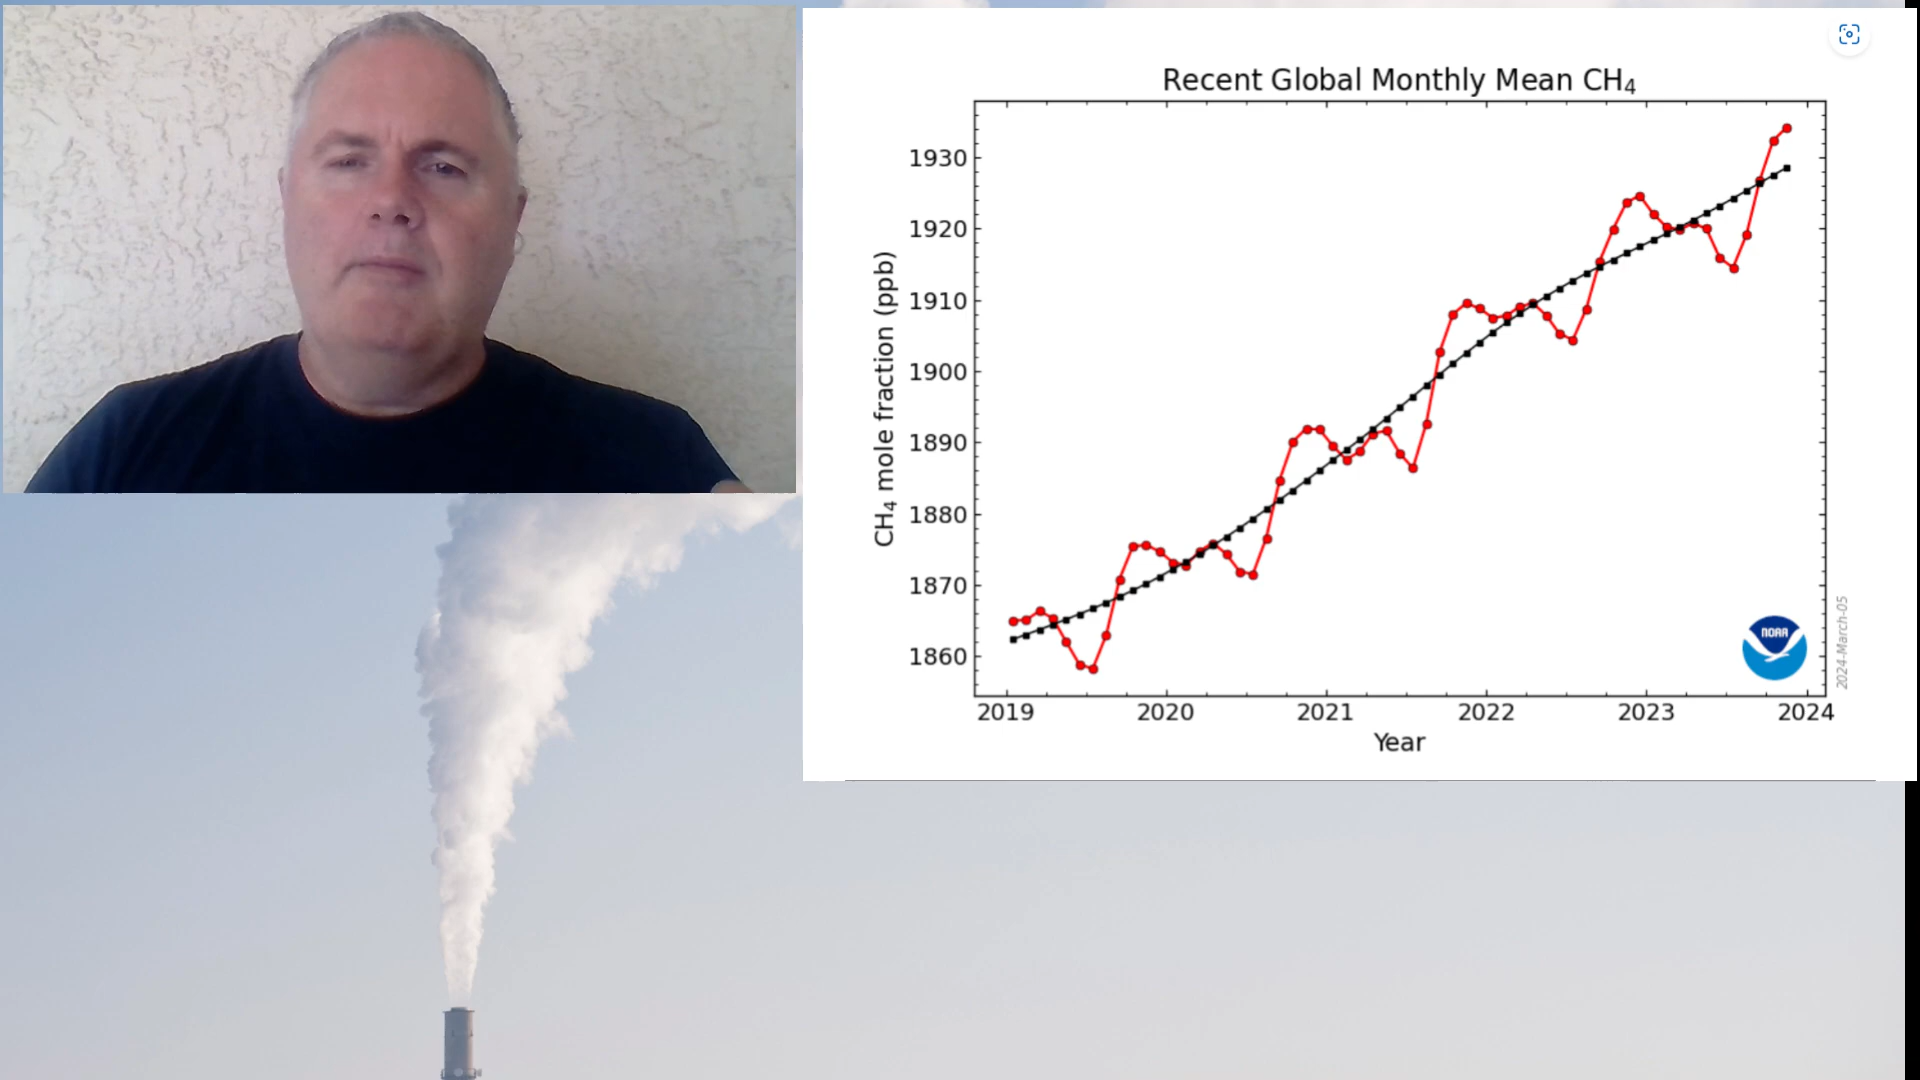 Recent Global Monthly Mean CH₄
CH₄ mole fraction (ppb)
1930
1920
1910
1900
1890
1880
1870
1860
NOAA
2024-March-05
2019 2020 2021 2022 2023 2024
Year